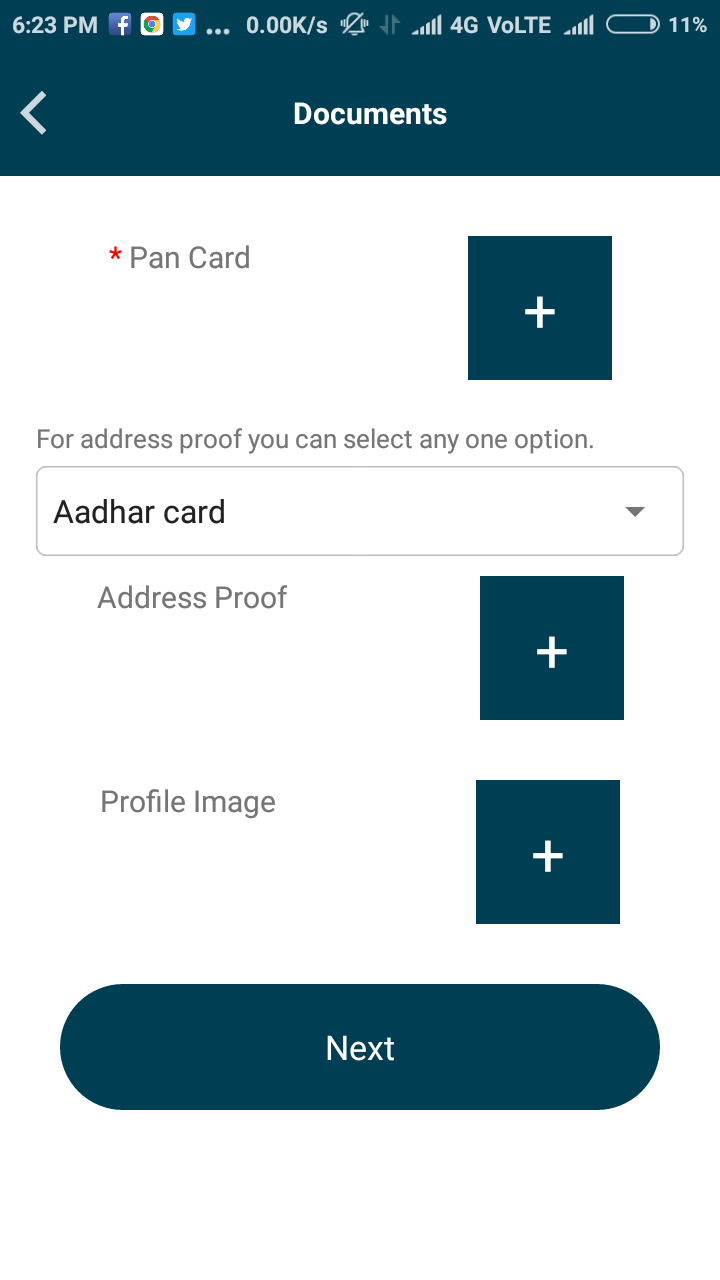 6:23 PM ... 0.00K/s 4G VoLTE 11%
Documents
* Pan Card
+
For address proof you can select any one option.
Aadhar card
Address Proof
+
Profile Image
+
Next